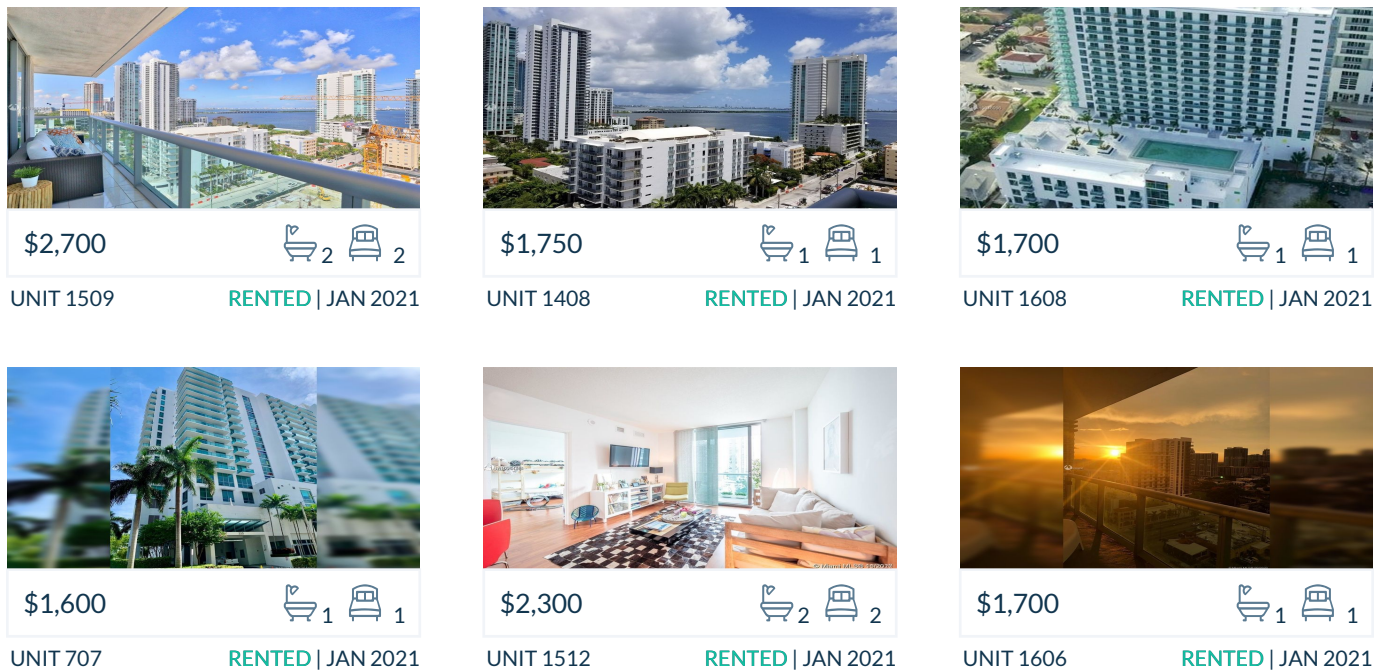 $2,700 2 2
UNIT 1509 RENTED | JAN 2021
$1,750 1 1
UNIT 1408 RENTED | JAN 2021
$1,700 1 1
UNIT 1608 RENTED | JAN 2021
$1,600 1 1
UNIT 707 RENTED | JAN 2021
$2,300 2 2
UNIT 1512 RENTED | JAN 2021
$1,700 1 1
UNIT 1606 RENTED | JAN 2021